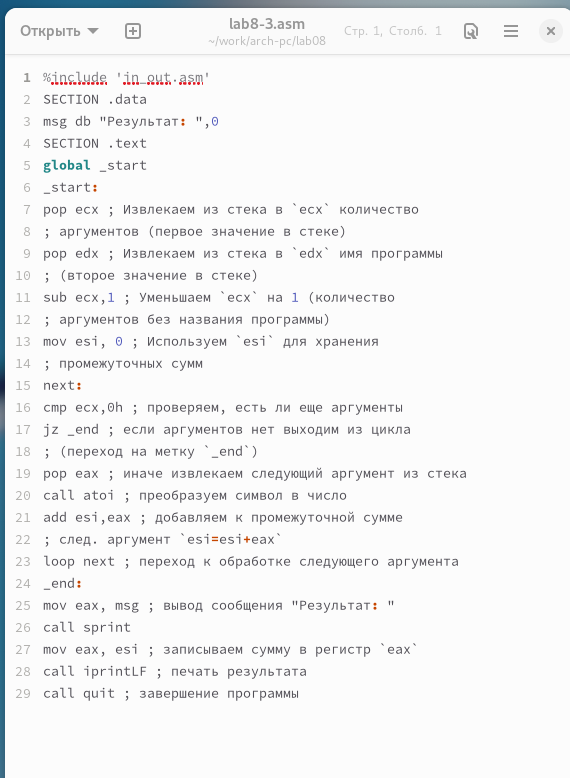 Открыть
lab8-3.asm
~/work/arch-pc/lab08
Стр. 1, Столб. 1
1 %include 'in_out.asm'
2 SECTION .data
3 msg db "Результат: ",0
4 SECTION .text
5 global _start
6 _start:
7 pop ecx ; Извлекаем из стека в `ecx` количество
8 ; аргументов (первое значение в стеке)
9 pop edx ; Извлекаем из стека в `edx` имя программы
10 ; (второе значение в стеке)
11 sub ecx,1 ; Уменьшаем `ecx` на 1 (количество
12 ; аргументов без названия программы)
13 mov esi, 0 ; Используем `esi` для хранения
14 ; промежуточных сумм
15 next:
16 cmp ecx,0h ; проверяем, есть ли еще аргументы
17 jz _end ; если аргументов нет выходим из цикла
18 ; (переход на метку `_end`)
19 pop eax ; иначе извлекаем следующий аргумент из стека
20 call atoi ; преобразуем символ в число
21 add esi,eax ; добавляем к промежуточной сумме
22 ; след. аргумент `esi=esi+eax`
23 loop next ; переход к обработке следующего аргумента
24 _end:
25 mov eax, msg ; вывод сообщения "Результат: "
26 call sprint
27 mov eax, esi ; записываем сумму в регистр `eax`
28 call iprintLF ; печать результата
29 call quit ; завершение программы